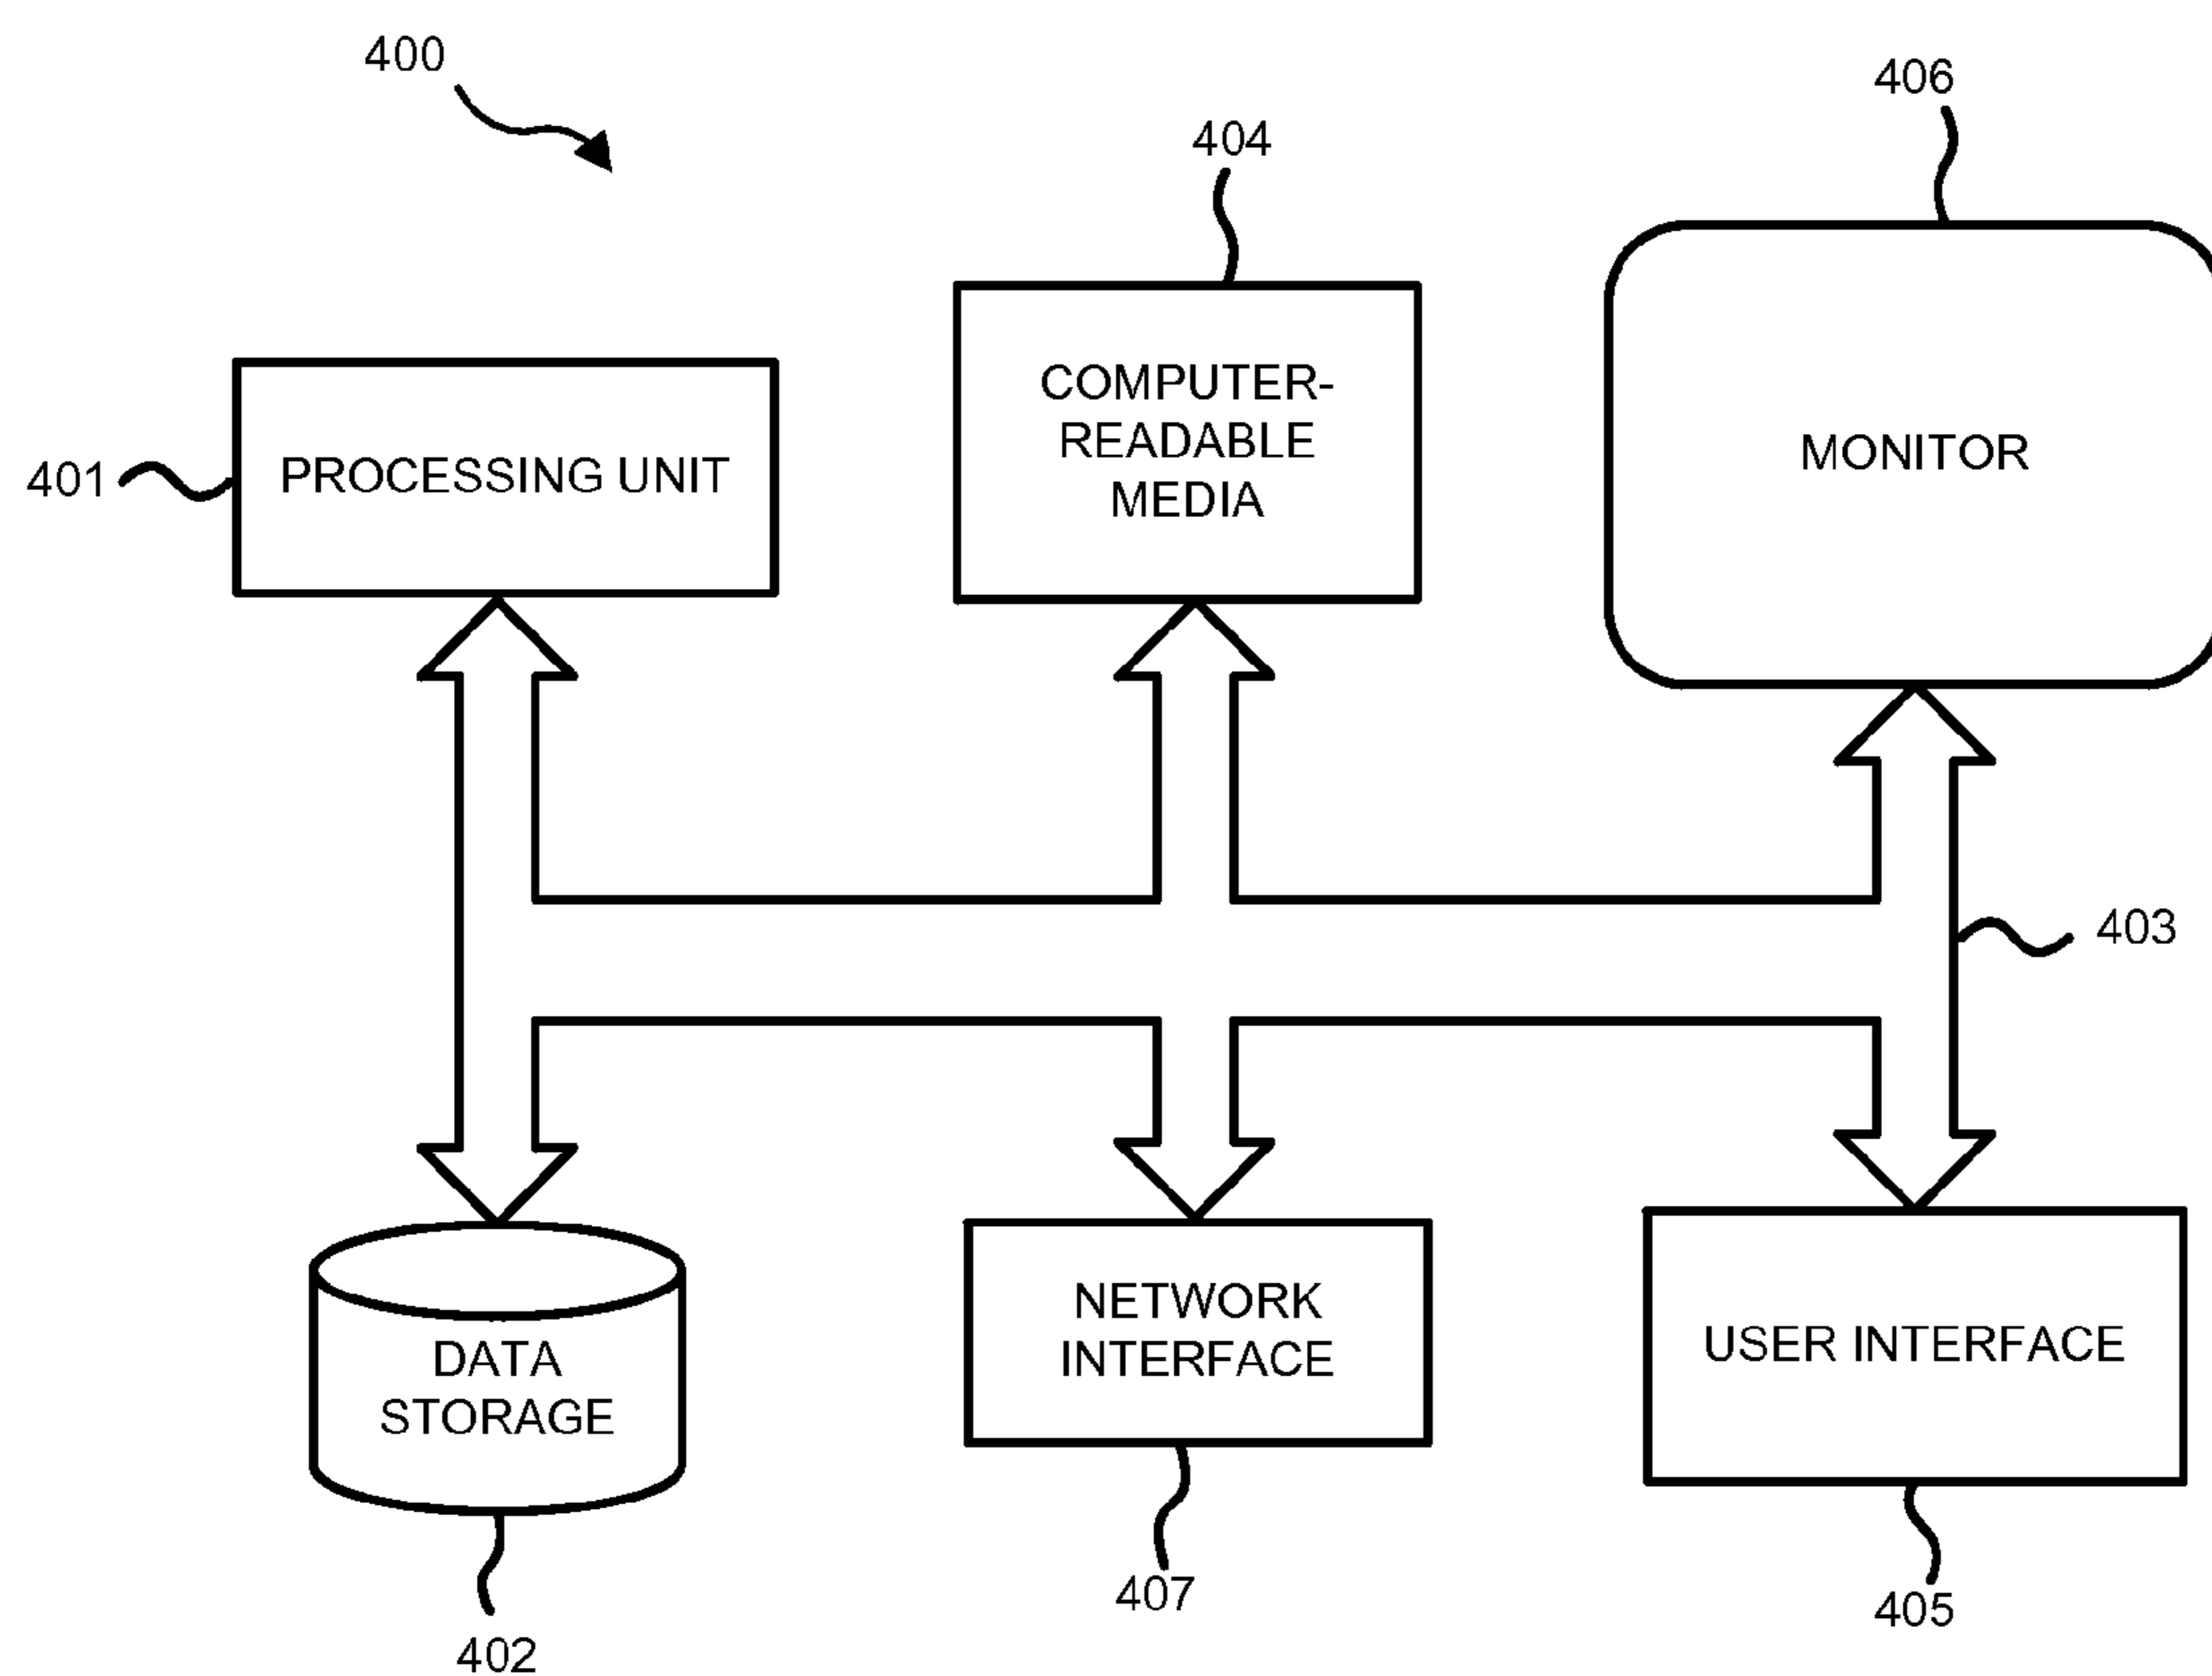 400
406
404
COMPUTER-
READABLE
MEDIA
MONITOR
401
PROCESSING UNIT
403
NETWORK
INTERFACE
USER INTERFACE
DATA
STORAGE
407
405
402